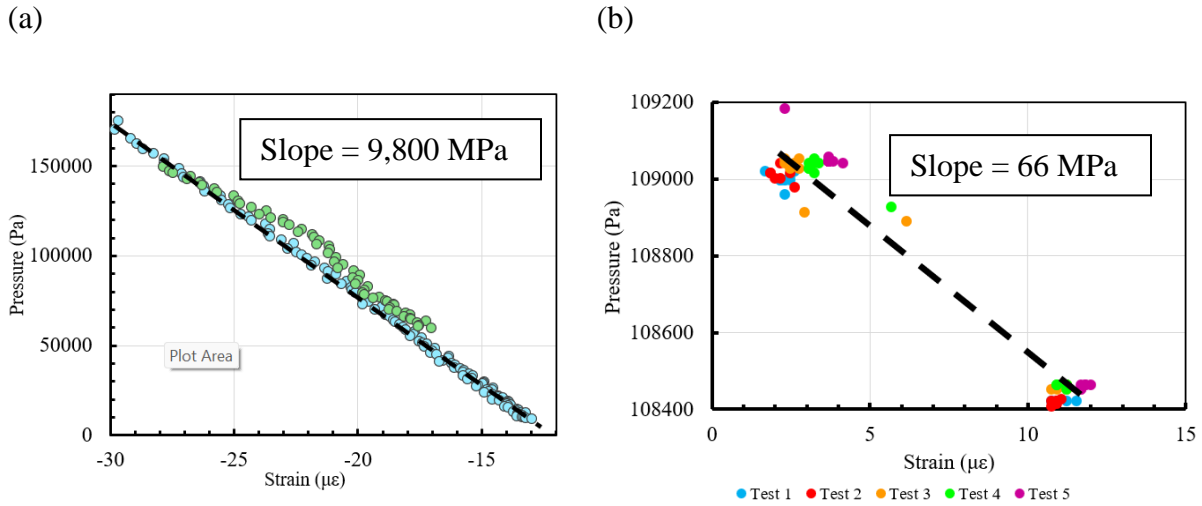 (a)
(b)
Slope = 9,800 MPa
150000
100000
50000
0
Pressure (Pa)
Plot Area
-30
-25
-20
-15
Strain (με)
Slope = 66 MPa
109200
109000
108800
108600
108400
Pressure (Pa)
0
5
10
15
Strain (με)
Test 1 Test 2 Test 3 Test 4 Test 5